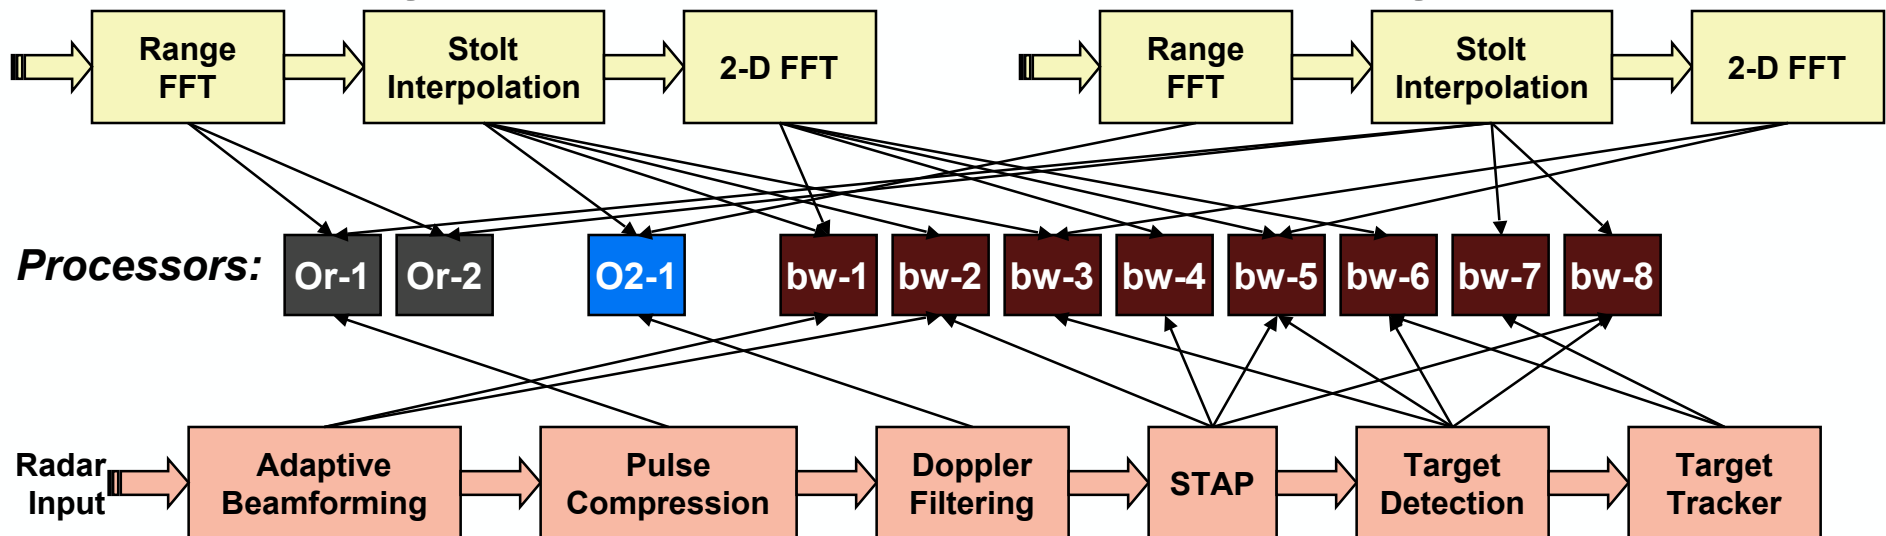 Range
FFT
Stolt
Interpolation
2-D FFT
Range
FFT
Stolt
Interpolation
2-D FFT
Processors:
Or-1
Or-2
O2-1
bw-1
bw-2
bw-3
bw-4
bw-5
bw-6
bw-7
bw-8
Radar
Input
Adaptive
Beamforming
Pulse
Compression
Doppler
Filtering
STAP
Target
Detection
Target
Tracker